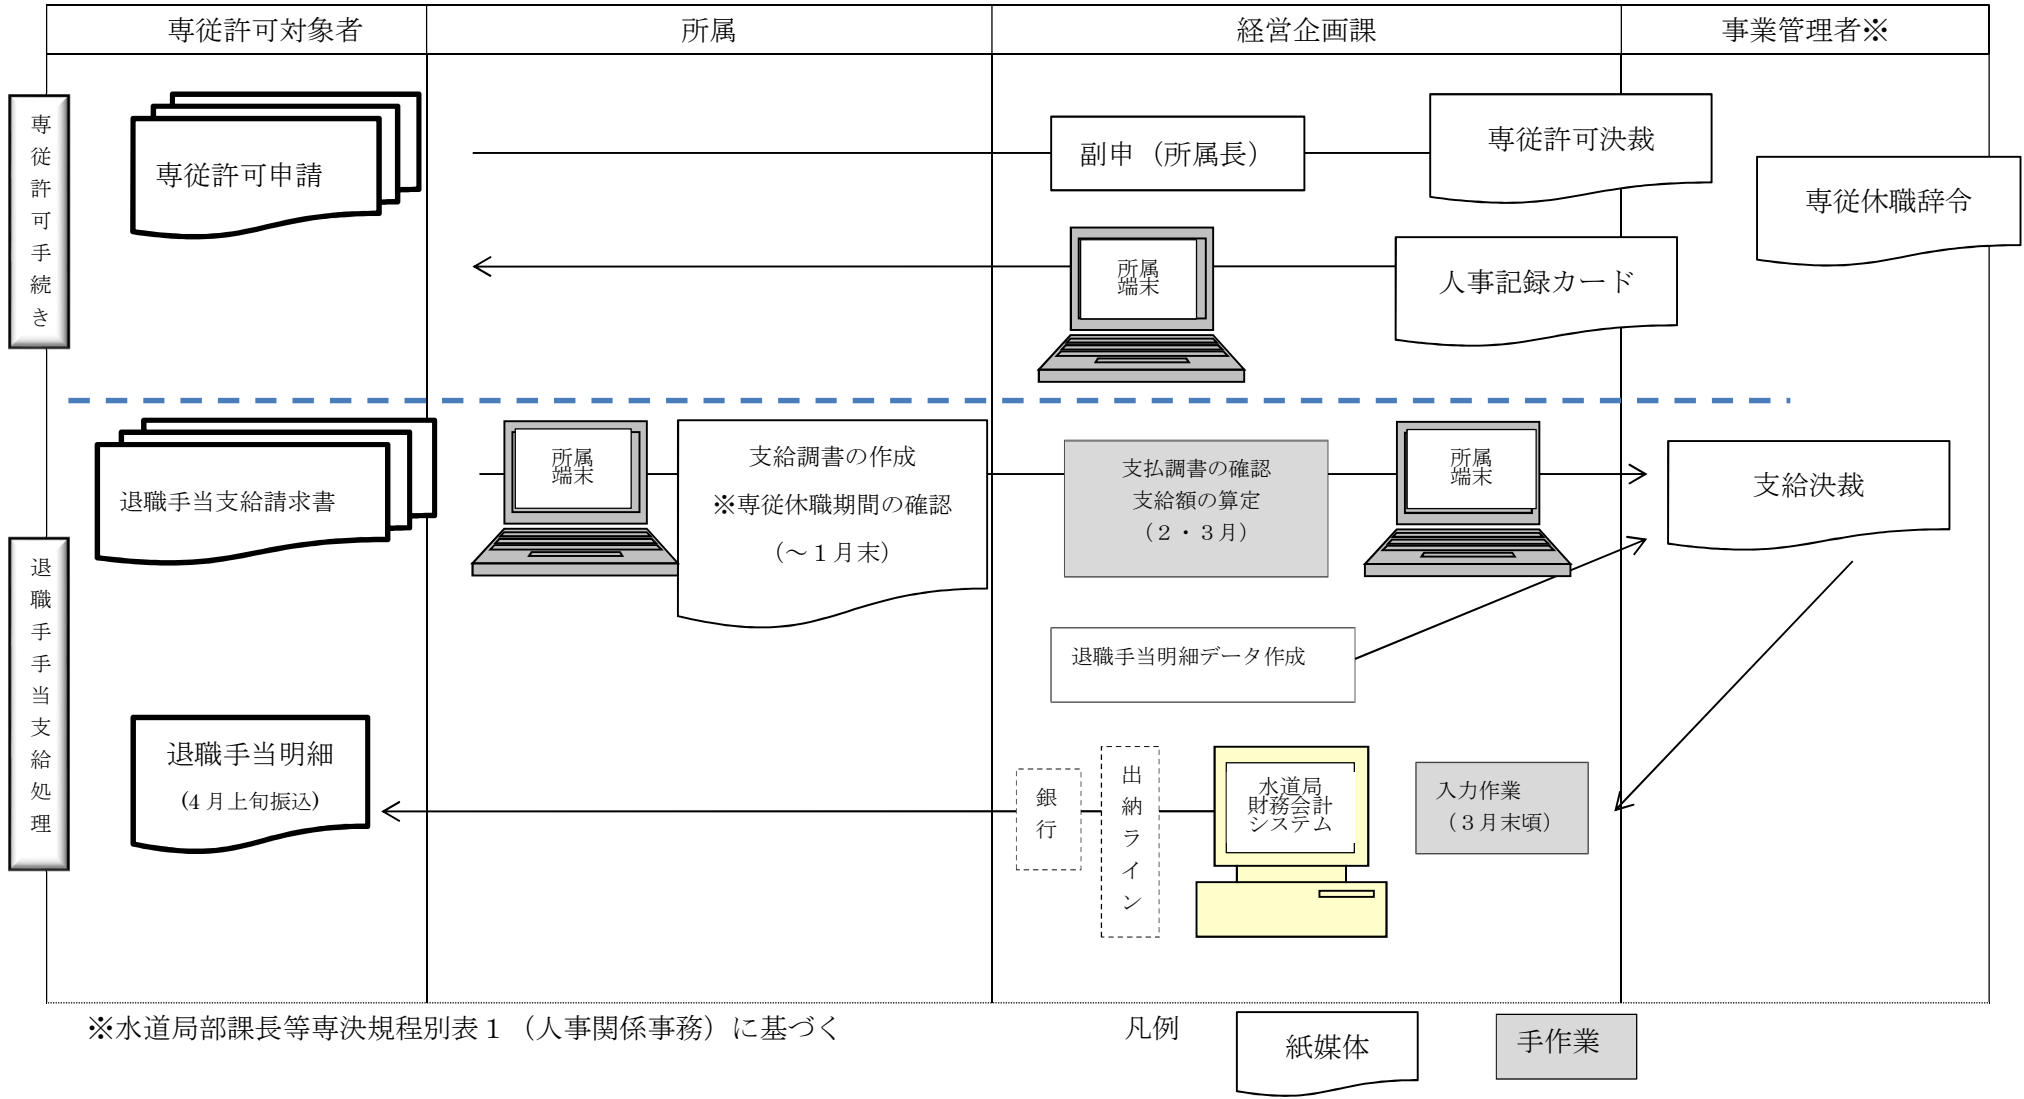 専従許可対象者
所属
経営企画課
事業管理者※
専従許可手続き
専従許可申請
副申（所属長）
専従許可決裁
専従休職辞令
所属
端末
人事記録カード
退職手当支給処理
退職手当支給請求書
所属
端末
支給調書の作成
※専従休職期間の確認
（～１月末）
支払調書の確認
支給額の算定
（２・３月）
所属
端末
支給決裁
退職手当明細データ作成
退職手当明細
(4 月上旬振込)
銀行
出納ライン
水道局
財務会計
システム
入力作業
（３月末頃）
※水道局部課長等専決規程別表１（人事関係事務）に基づく
凡例
紙媒体
手作業